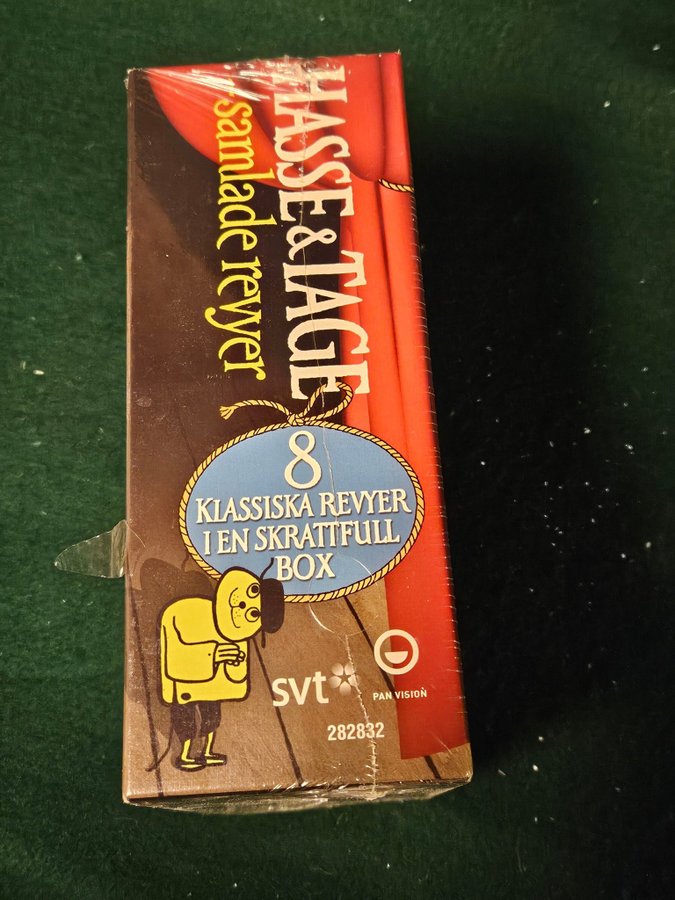 HASSE & TAGE
samlade revyer
8
KLASSISKA REVYER
I EN SKRATTFULL
BOX
svt
PAN VISION
282832